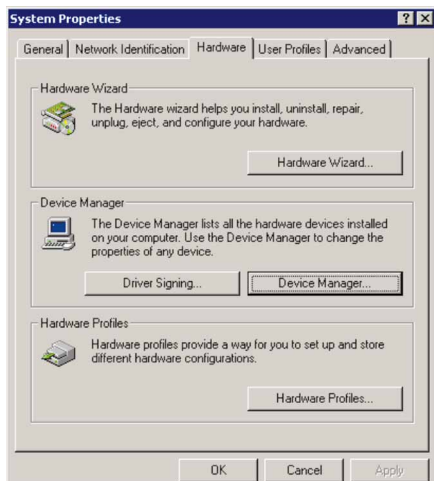 System Properties
General
Network Identification
Hardware
User Profiles
Advanced
Hardware Wizard
The Hardware wizard helps you install, uninstall, repair,
unplug, eject, and configure your hardware.
Hardware Wizard...
Device Manager
The Device Manager lists all the hardware devices installed
on your computer. Use the Device Manager to change the
properties of any device.
Driver Signing...
Device Manager...
Hardware Profiles
Hardware profiles provide a way for you to set up and store
different hardware configurations.
Hardware Profiles...
OK
Cancel
Apply